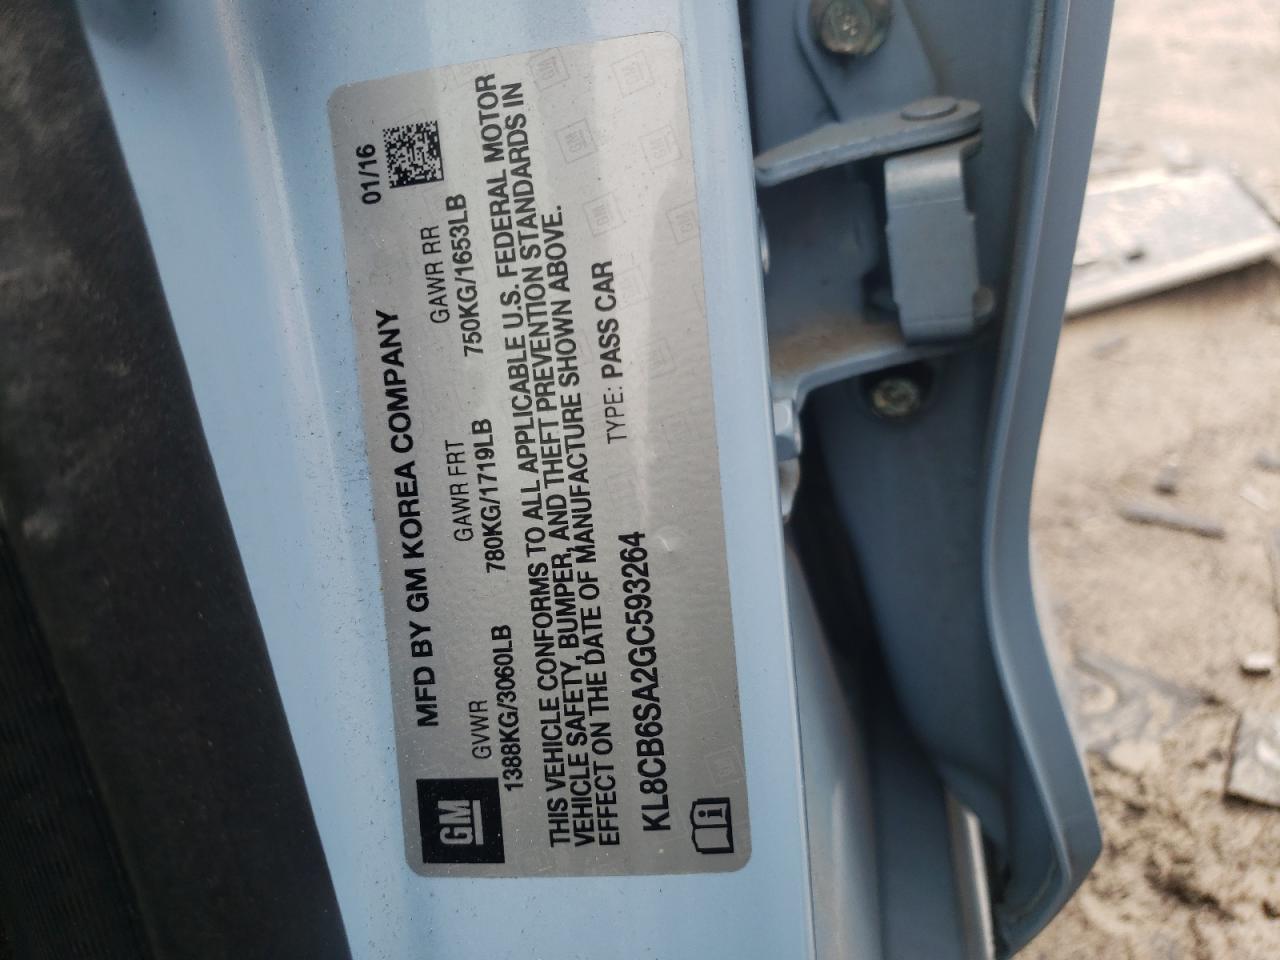 GM
MFD BY GM KOREA COMPANY 01/16
GVWR GAWR FRT GAWR RR
1388KG/3060LB 780KG/1719LB 750KG/1653LB
THIS VEHICLE CONFORMS TO ALL APPLICABLE U.S. FEDERAL MOTOR
VEHICLE SAFETY, BUMPER, AND THEFT PREVENTION STANDARDS IN
EFFECT ON THE DATE OF MANUFACTURE SHOWN ABOVE.
KL8CB6SA2GC593264 TYPE: PASS CAR